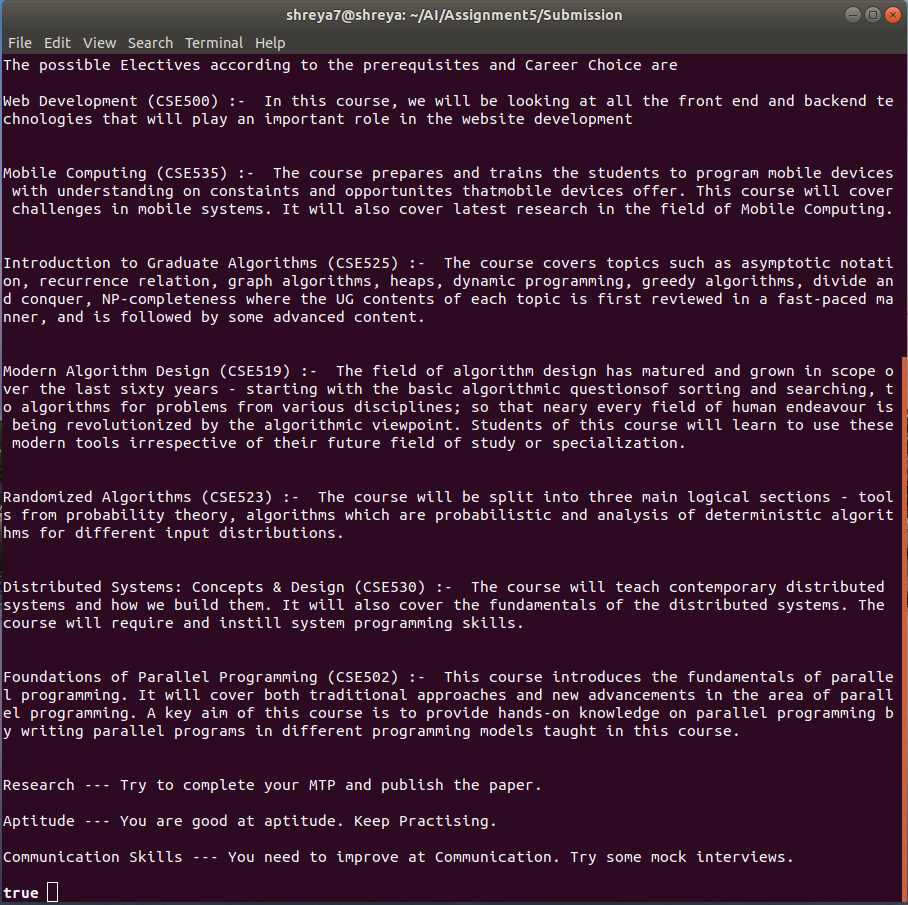 shreya7@shreya: ~/AI/Assignment5/Submission
File Edit View Search Terminal Help
The possible Electives according to the prerequisites and Career Choice are
Web Development (CSE500) :-  In this course, we will be looking at all the front end and backend te
chnologies that will play an important role in the website development
Mobile Computing (CSE535) :-  The course prepares and trains the students to program mobile devices
 with understanding on constaints and opportunites thatmobile devices offer. This course will cover
 challenges in mobile systems. It will also cover latest research in the field of Mobile Computing.
Introduction to Graduate Algorithms (CSE525) :-  The course covers topics such as asymptotic notati
on, recurrence relation, graph algorithms, heaps, dynamic programming, greedy algorithms, divide an
d conquer, NP-completeness where the UG contents of each topic is first reviewed in a fast-paced ma
nner, and is followed by some advanced content.
Modern Algorithm Design (CSE519) :-  The field of algorithm design has matured and grown in scope o
ver the last sixty years - starting with the basic algorithmic questionsof sorting and searching, t
o algorithms for problems from various disciplines; so that neary every field of human endeavour is
 being revolutionized by the algorithmic viewpoint. Students of this course will learn to use these
 modern tools irrespective of their future field of study or specialization.
Randomized Algorithms (CSE523) :-  The course will be split into three main logical sections - tool
s from probability theory, algorithms which are probabilistic and analysis of deterministic algorit
hms for different input distributions.
Distributed Systems: Concepts & Design (CSE530) :-  The course will teach contemporary distributed
systems and how we build them. It will also cover the fundamentals of the distributed systems. The
course will require and instill system programming skills.
Foundations of Parallel Programming (CSE502) :-  This course introduces the fundamentals of paralle
l programming. It will cover both traditional approaches and new advancements in the area of parall
el programming. A key aim of this course is to provide hands-on knowledge on parallel programming b
y writing parallel programs in different programming models taught in this course.
Research --- Try to complete your MTP and publish the paper.
Aptitude --- You are good at aptitude. Keep Practising.
Communication Skills --- You need to improve at Communication. Try some mock interviews.
true